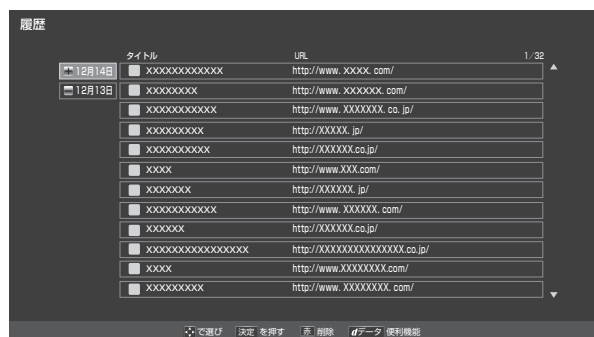 履歴
タイトル URL 1/32
12月14日 XXXXXXXXXXXX http://www. XXXX. com/
12月13日 XXXXXXXX http://www. XXXXXX. com/
XXXXXXXXXXX http://www. XXXXXXX. co. jp/
XXXXXXXXX http://XXXXX. jp/
XXXXXXXXXX http://XXXXXX.co.jp/
XXXX http://www.XXX.com/
XXXXXXX http://XXXXXX. jp/
XXXXXXXXXXX http://www. XXXXXX. com/
XXXXXX http://XXXXXX.co.jp/
XXXXXXXXXXXXXXXX http://XXXXXXXXXXXXXXX.co.jp/
XXXX http://www.XXXXXXXX.com/
XXXXXXXXX http://www. XXXXXXXX. com/
で選び 決定 を押す 赤 削除 dデータ 便利機能